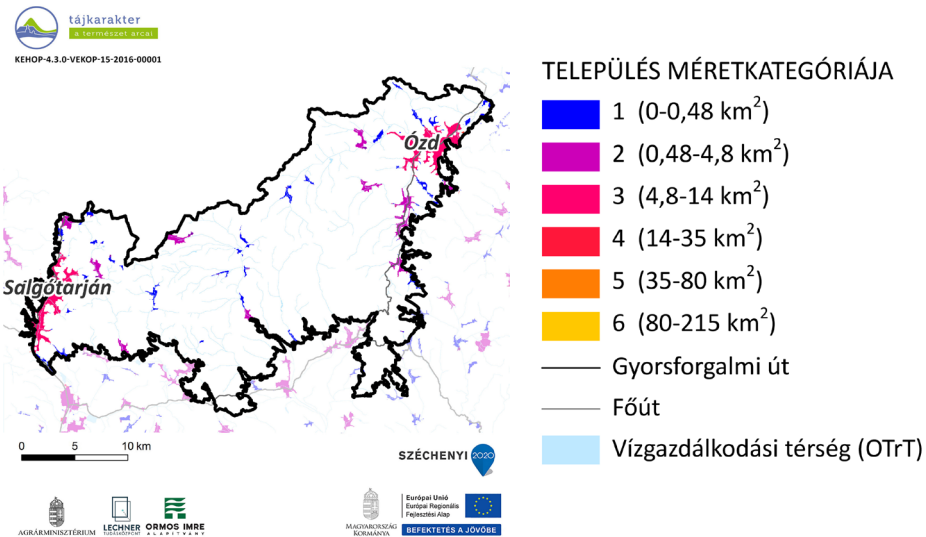 tájkarakter
a természet arcai
KEHOP-4.3.0-VEKOP-15-2016-00001
TELEPÜLÉS MÉRETKATEGÓRIÁJA
1 (0-0,48 km²)
2 (0,48-4,8 km²)
3 (4,8-14 km²)
4 (14-35 km²)
5 (35-80 km²)
6 (80-215 km²)
Gyorsforgalmi út
Főút
Vízgazdálkodási térség (OTrT)
Ózd
Salgótarján
0 5 10 km
SZÉCHENYI 2020
AGRÁRMINISZTÉRIUM
LECHNER
TUDÁSKÖZPONT
ORMOS IMRE
ALAPÍTVÁNY
MAGYARORSZÁG
KORMÁNYA
Európai Unió
Európai Regionális
Fejlesztési Alap
BEFEKTETÉS A JÖVŐBE